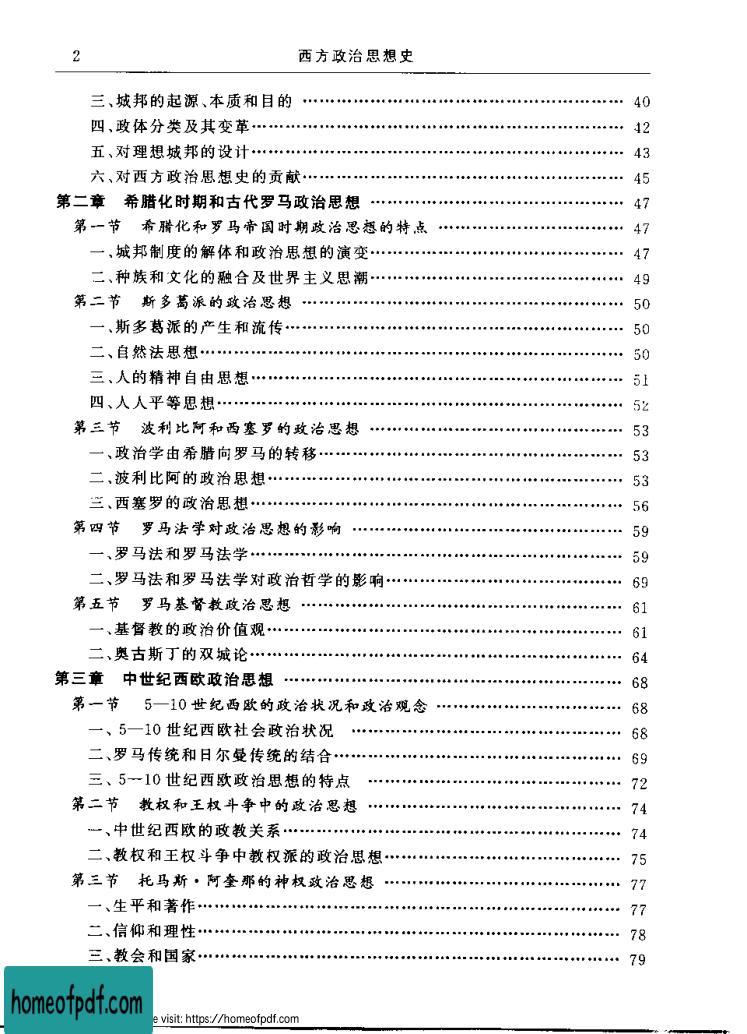 2 西方政治思想史
三、城邦的起源、本质和目的 …… 40
四、政体分类及其变革 …… 42
五、对理想城邦的设计 …… 43
六、对西方政治思想史的贡献 …… 45
第二章 希腊化时期和古代罗马政治思想 …… 47
第一节 希腊化和罗马帝国时期政治思想的特点 …… 47
一、城邦制度的解体和政治思想的演变 …… 47
二、种族和文化的融合及世界主义思潮 …… 49
第二节 斯多葛派的政治思想 …… 50
一、斯多葛派的产生和流传 …… 50
二、自然法思想 …… 50
三、人的精神自由思想 …… 51
四、人人平等思想 …… 52
第三节 波利比阿和西塞罗的政治思想 …… 53
一、政治学由希腊向罗马的转移 …… 53
二、波利比阿的政治思想 …… 53
三、西塞罗的政治思想 …… 56
第四节 罗马法学对政治思想的影响 …… 59
一、罗马法和罗马法学 …… 59
二、罗马法和罗马法学对政治哲学的影响 …… 69
第五节 罗马基督教政治思想 …… 61
一、基督教的政治价值观 …… 61
二、奥古斯丁的双城论 …… 64
第三章 中世纪西欧政治思想 …… 68
第一节 5—10世纪西欧的政治状况和政治观念 …… 68
一、5—10世纪西欧社会政治状况 …… 68
二、罗马传统和日尔曼传统的结合 …… 69
三、5—10世纪西欧政治思想的特点 …… 72
第二节 教权和王权斗争中的政治思想 …… 74
一、中世纪西欧的政教关系 …… 74
二、教权和王权斗争中教权派的政治思想 …… 75
第三节 托马斯·阿奎那的神权政治思想 …… 77
一、生平和著作 …… 77
二、信仰和理性 …… 78
三、教会和国家 …… 79
homeofpdf.com
e visit: https://homeofpdf.com